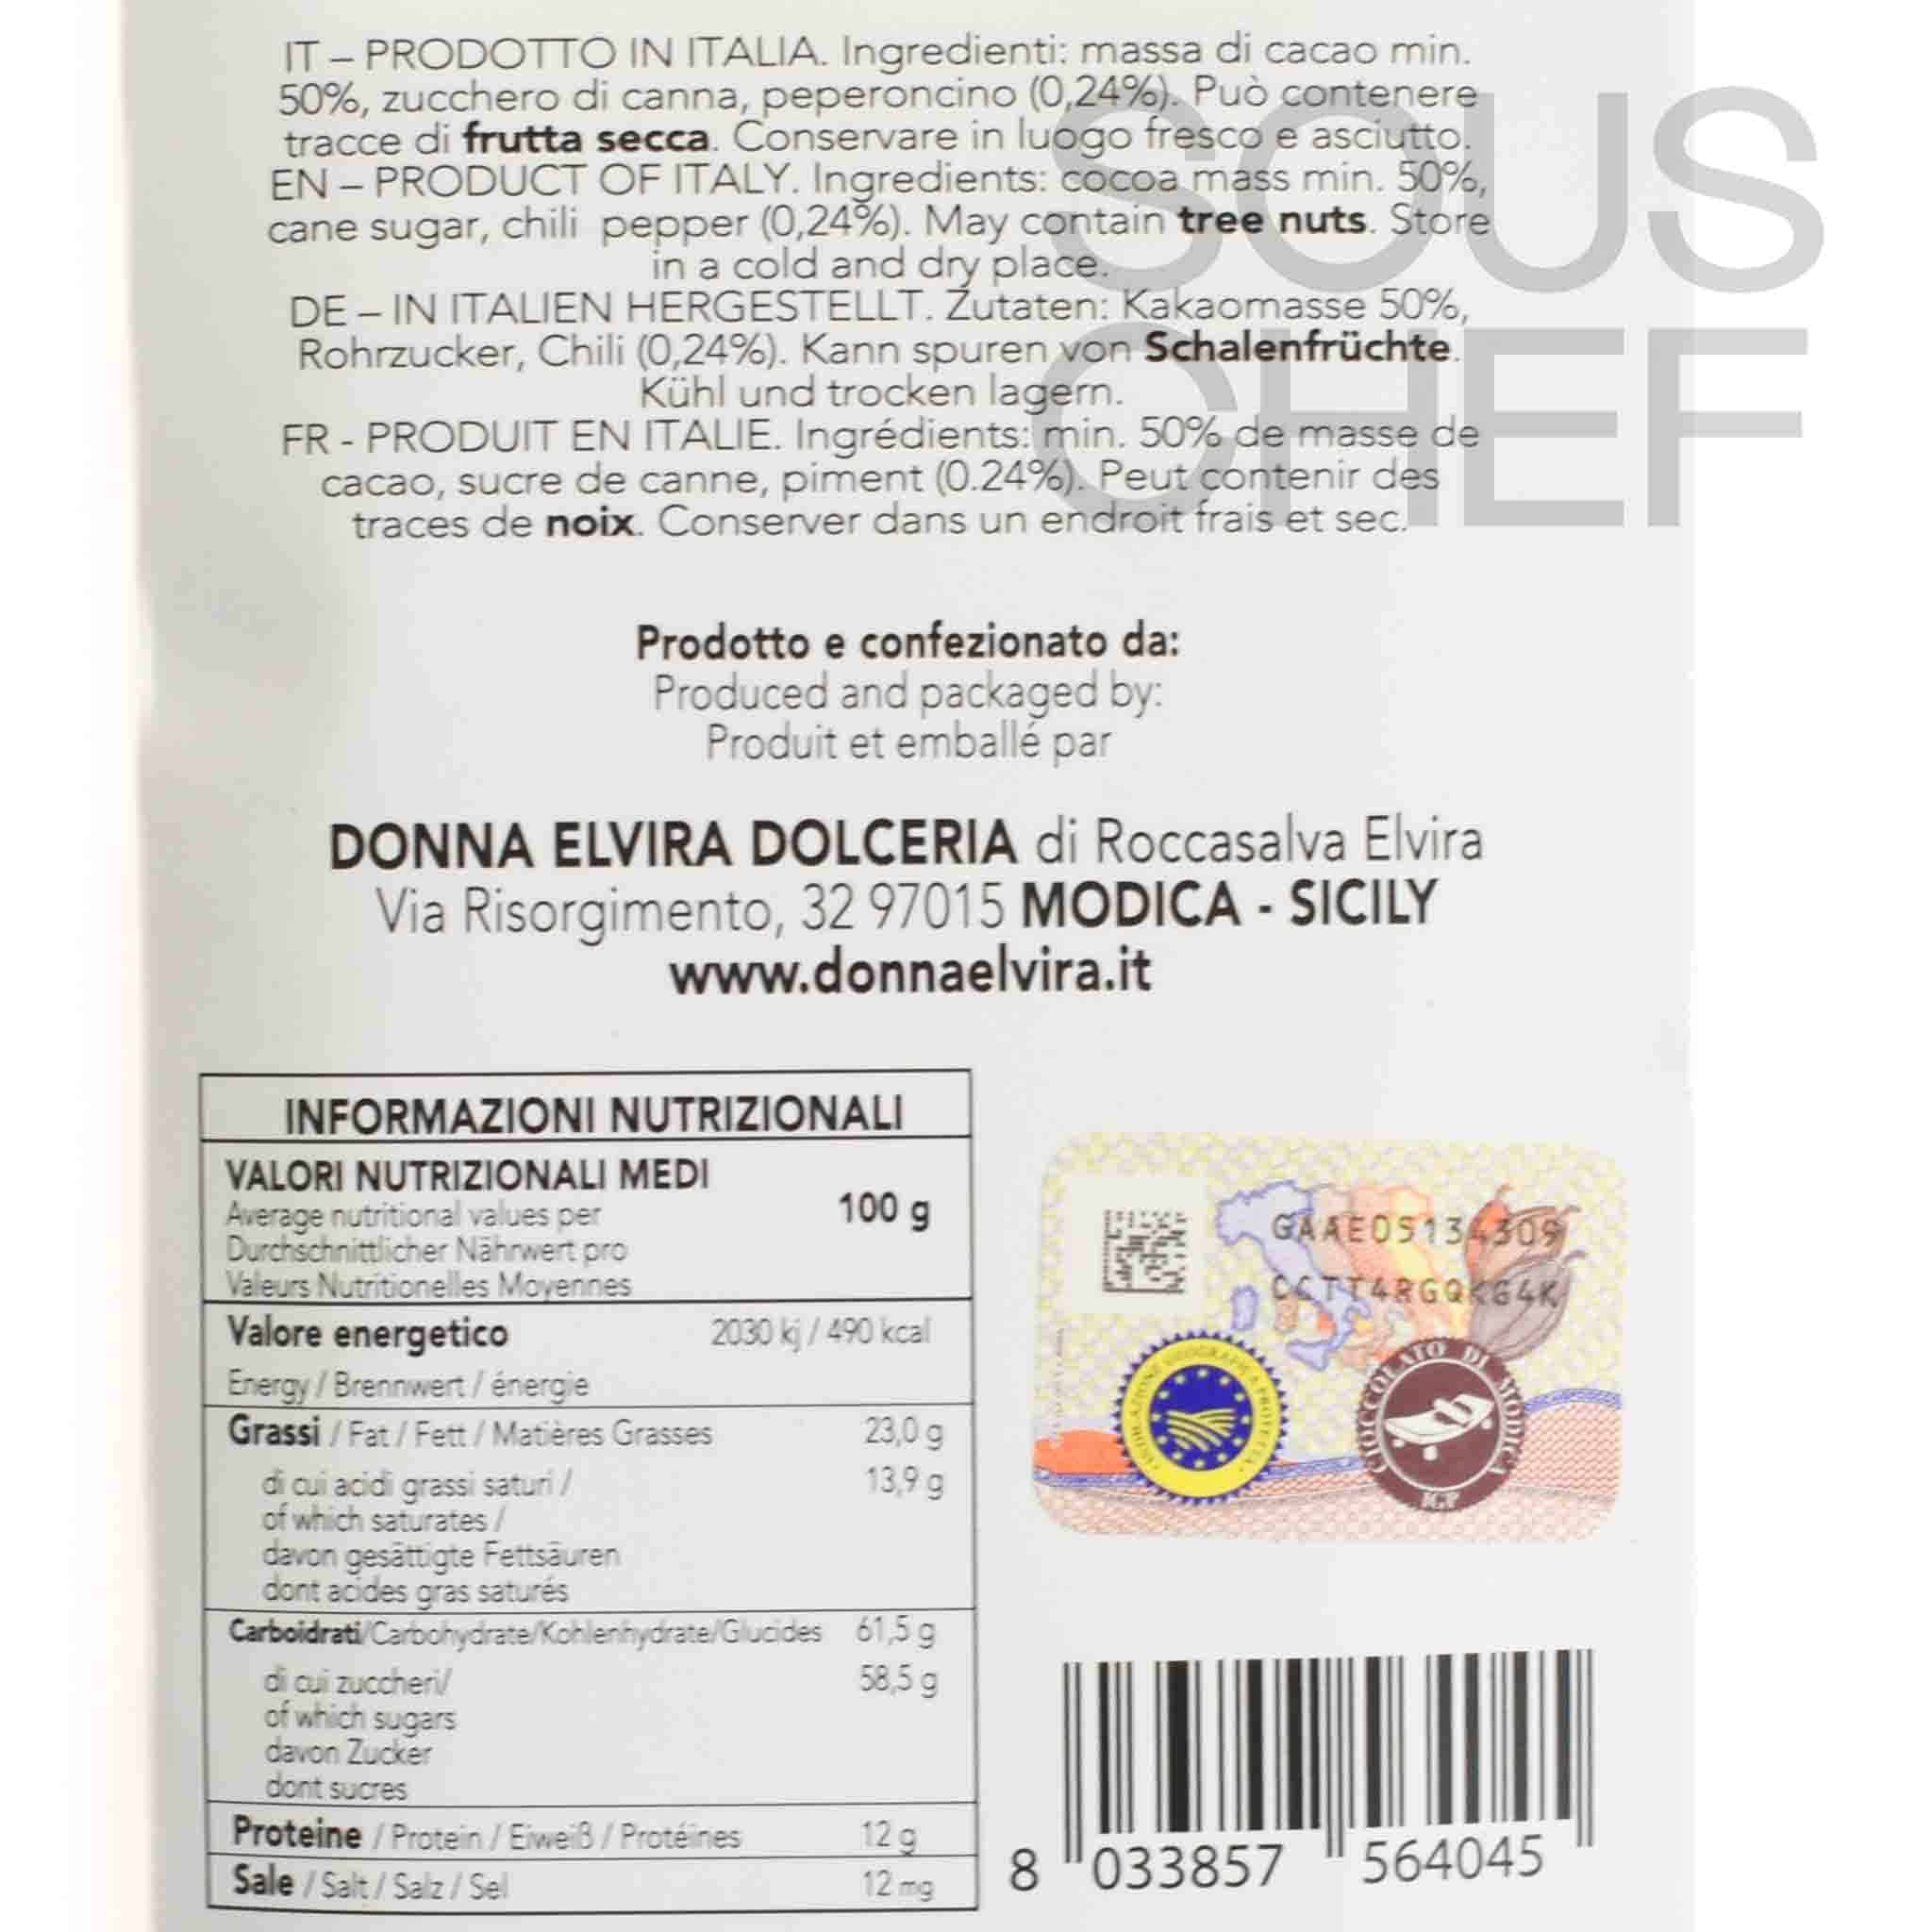 IT – PRODOTTO IN ITALIA. Ingredienti: massa di cacao min.
50%, zucchero di canna, peperoncino (0,24%). Può contenere
tracce di frutta secca. Conservare in luogo fresco e asciutto.
EN – PRODUCT OF ITALY. Ingredients: cocoa mass min. 50%,
cane sugar, chili pepper (0,24%). May contain tree nuts. Store
in a cold and dry place.
DE – IN ITALIEN HERGESTELLT. Zutaten: Kakaomasse 50%,
Rohrzucker, Chili (0,24%). Kann spuren von Schalenfrüchte.
Kühl und trocken lagern.
FR - PRODUIT EN ITALIE. Ingrédients: min. 50% de masse de
cacao, sucre de canne, piment (0.24%). Peut contenir des
traces de noix. Conserver dans un endroit frais et sec.
SOUS
CHEF
Prodotto e confezionato da:
Produced and packaged by:
Produit et emballé par
DONNA ELVIRA DOLCERIA di Roccasalva Elvira
Via Risorgimento, 32 97015 MODICA - SICILY
www.donnaelvira.it
INFORMAZIONI NUTRIZIONALI
VALORI NUTRIZIONALI MEDI
Average nutritional values per 100 g
Durchschnittlicher Nährwert pro
Valeurs Nutritionelles Moyennes
Valore energetico 2030 kj / 490 kcal
Energy / Brennwert / énergie
Grassi / Fat / Fett / Matières Grasses 23,0 g
di cui acidi grassi saturi / 13,9 g
of which saturates /
davon gesättigte Fettsäuren
dont acides gras saturés
Carboidrati/Carbohydrate/Kohlenhydrate/Glucides 61,5 g
di cui zuccheri/ 58,5 g
of which sugars
davon Zucker
dont sucres
Proteine / Protein / Eiweiß / Protéines 12 g
Sale / Salt / Salz / Sel 12 mg
GAAE05134309
CCTT4RGQKG4K
INDICAZIONE GEOGRAFICA PROTETTA
CIOCCOLATO DI MODICA
IGP
8 033857 564045